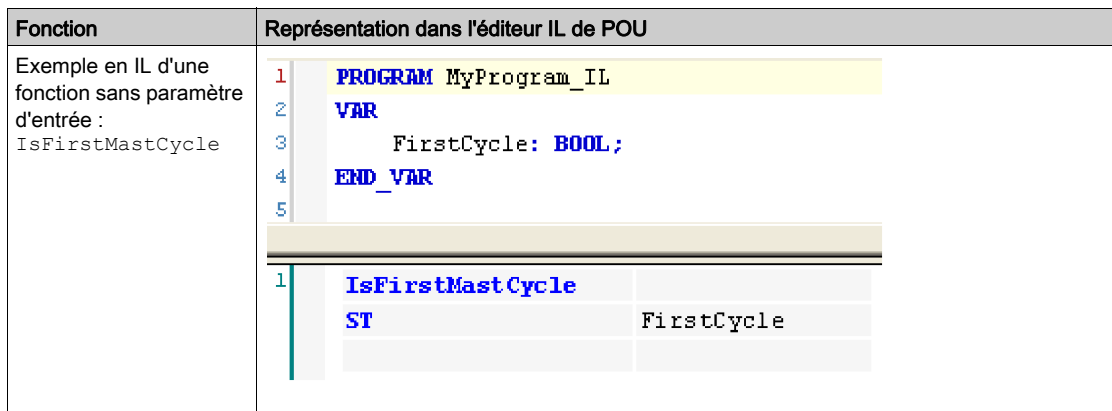 Fonction
Représentation dans l'éditeur IL de POU
Exemple en IL d'une
fonction sans paramètre
d'entrée :
IsFirstMastCycle
1 PROGRAM MyProgram_IL
2 VAR
3 FirstCycle: BOOL;
4 END_VAR
5
1 IsFirstMastCycle
ST FirstCycle